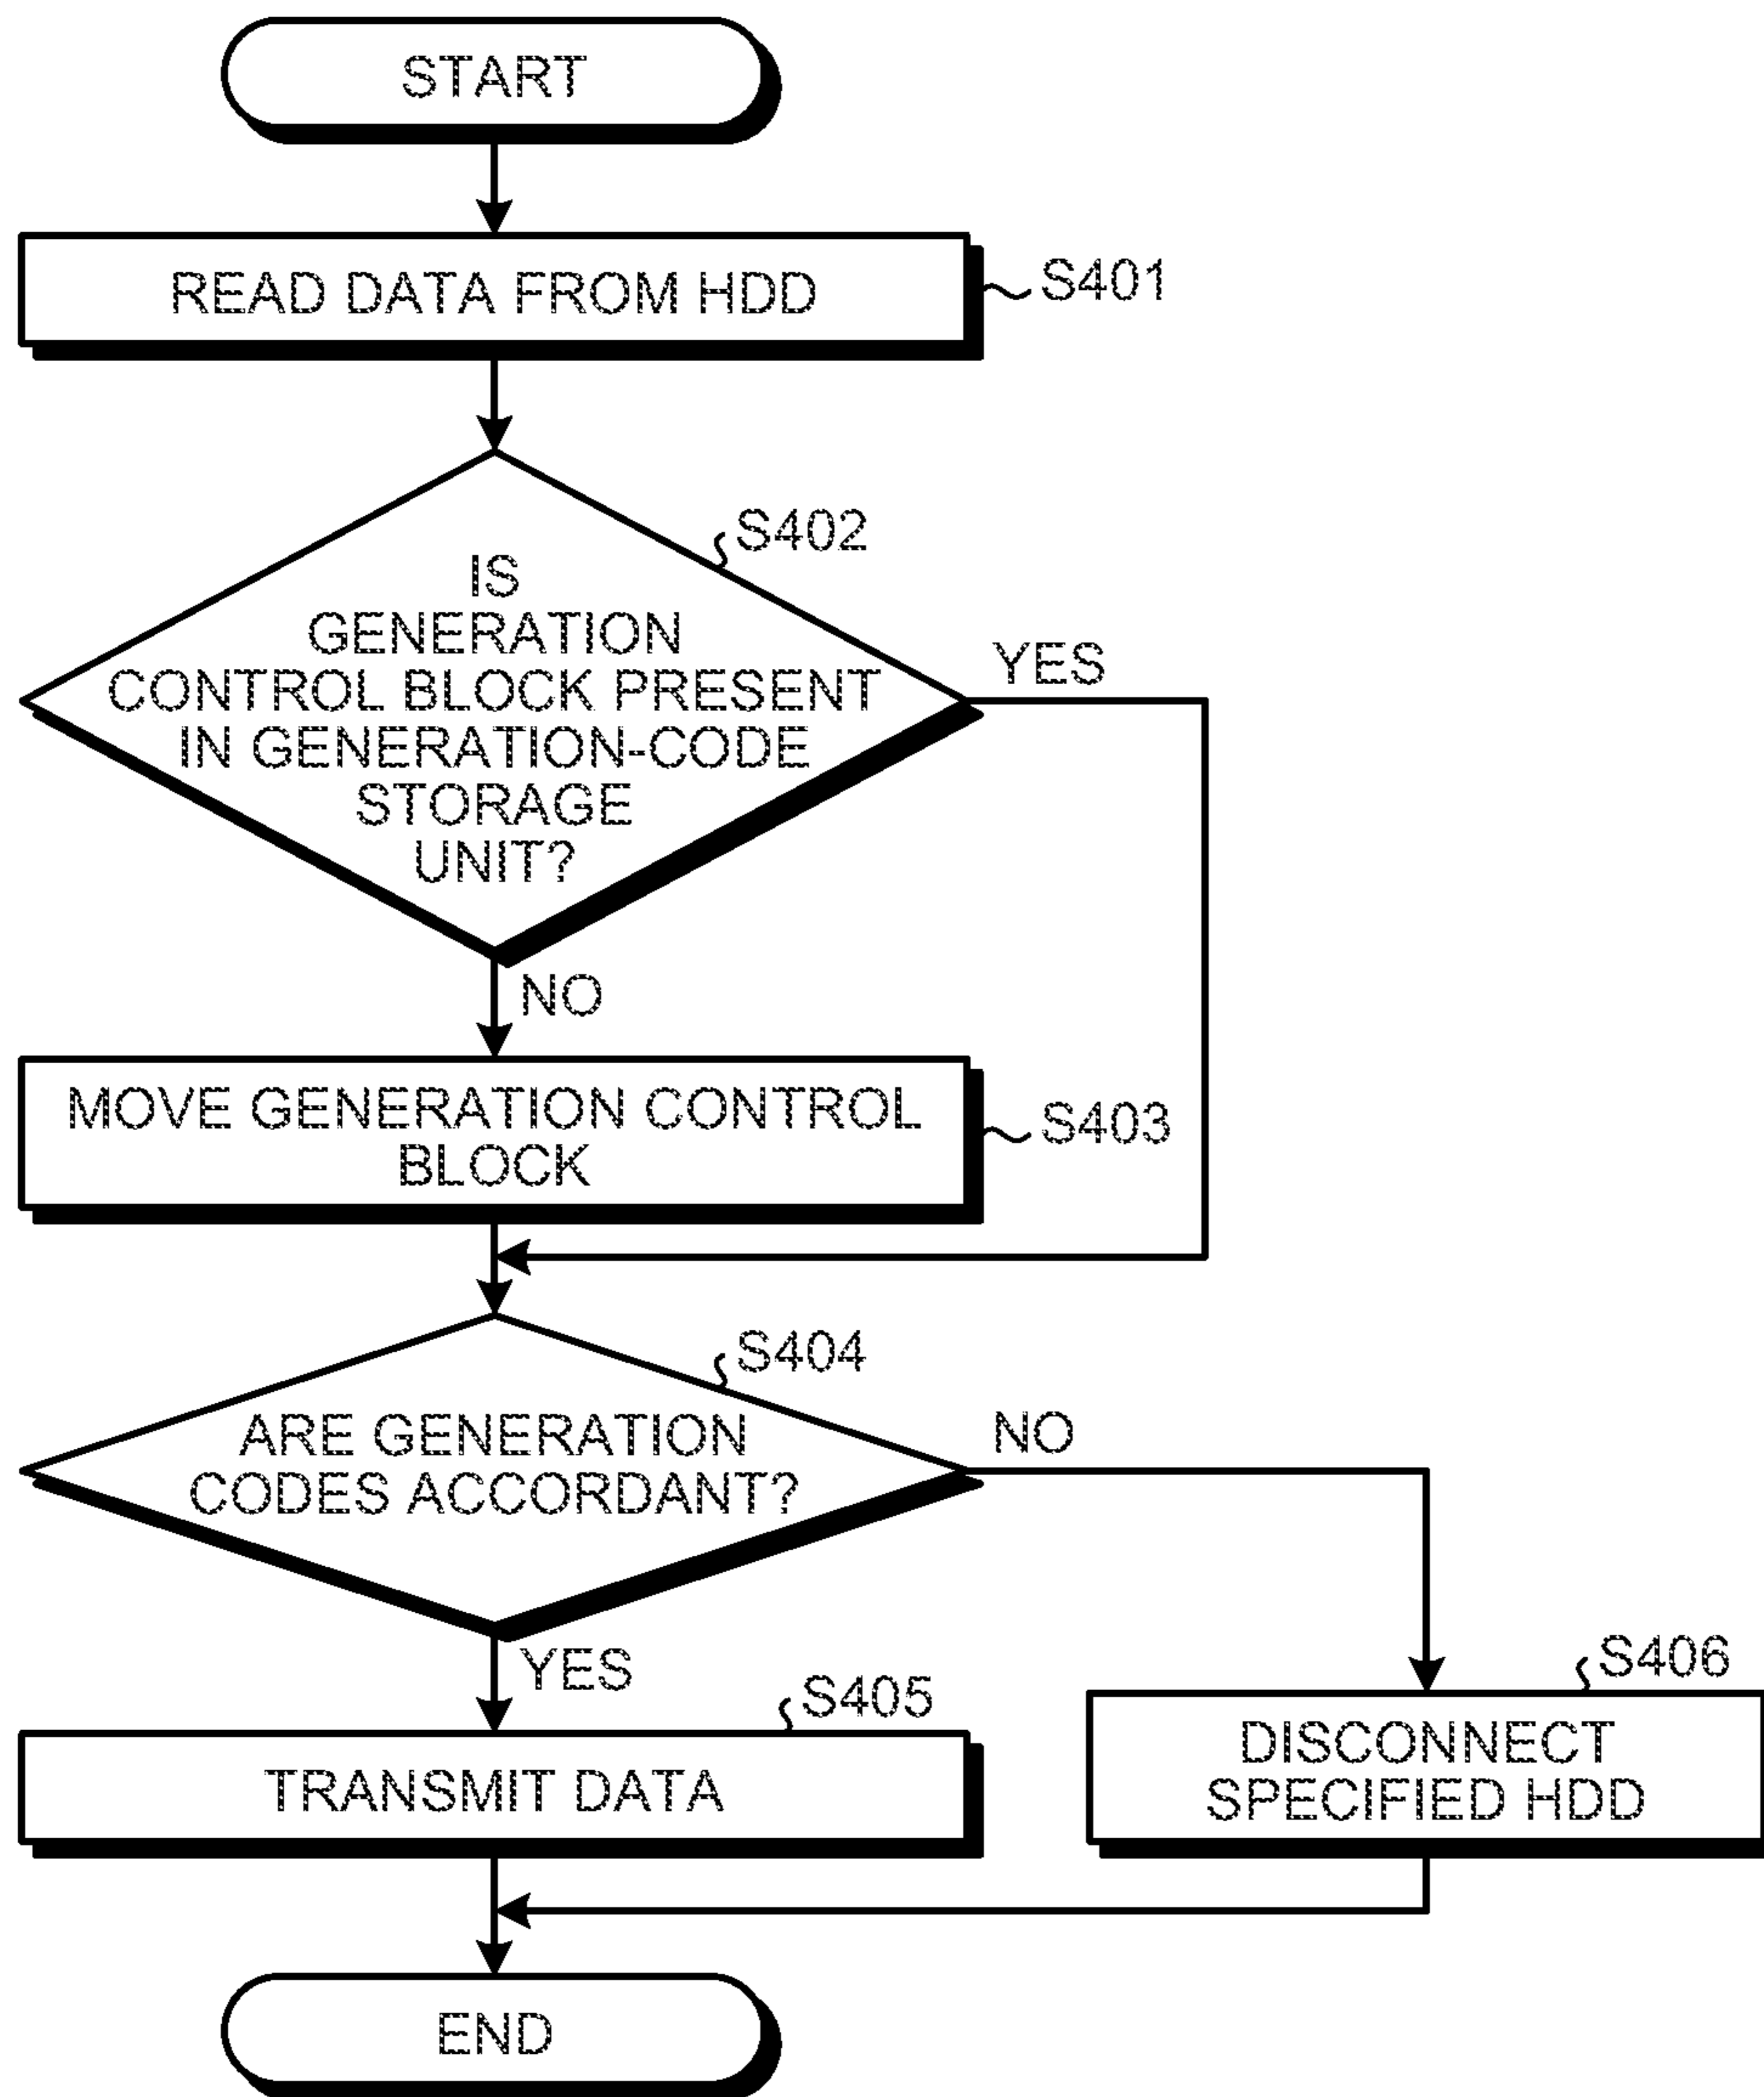 START
READ DATA FROM HDD
S401
S402
IS
GENERATION
CONTROL BLOCK PRESENT
IN GENERATION-CODE
STORAGE
UNIT?
YES
NO
MOVE GENERATION CONTROL
BLOCK
S403
S404
ARE GENERATION
CODES ACCORDANT?
NO
YES
S405
TRANSMIT DATA
S406
DISCONNECT
SPECIFIED HDD
END